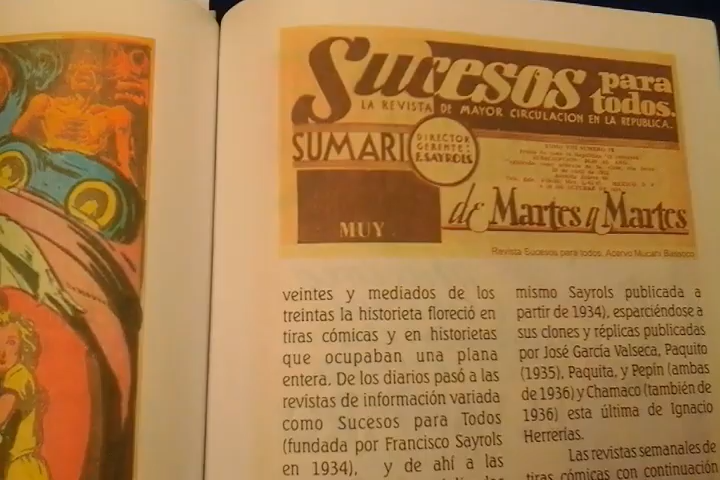 Sucesos para todos.
LA REVISTA DE MAYOR CIRCULACION EN LA REPUBLICA.
SUMARI
DIRECTOR
GERENTE:
F. SAYROLS
MUY
de Martes a Martes
Revista Sucesos para todos. Acervo
veintes y mediados de los
treintas la historieta floreció en
tiras cómicas y en historietas
que ocupaban una plana
entera. De los diarios pasó a las
revistas de información variada
como Sucesos para Todos
(fundada por Francisco Sayrols
en 1934), y de ahí a las
mismo Sayrols publicada a
partir de 1934), esparciéndose a
sus clones y réplicas publicadas
por José García Valseca, Paquito
(1935), Paquita, y Pepín (ambas
de 1936) y Chamaco (también de
1936) esta última de Ignacio
Herrerías.
Las revistas semanales de
tiras cómicas con continuación